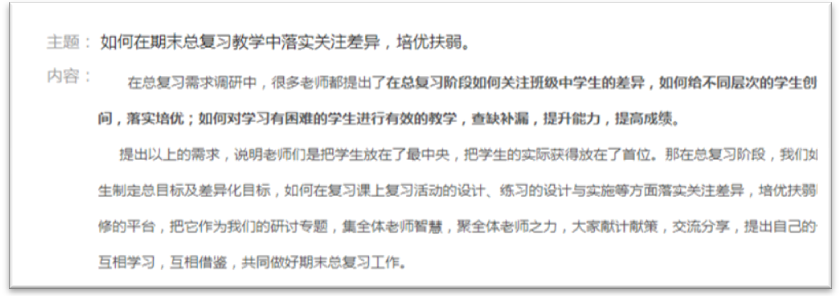 主题： 如何在期末总复习教学中落实关注差异，培优扶弱。
内容：
在总复习需求调研中，很多老师都提出了在总复习阶段如何关注班级中学生的差异，如何给不同层次的学生创
问，落实培优；如何对学习有困难的学生进行有效的教学，查缺补漏，提升能力，提高成绩。
提出以上的需求，说明老师们是把学生放在了最中央，把学生的实际获得放在了首位。那在总复习阶段，我们如
生制定总目标及差异化目标，如何在复习课上复习活动的设计、练习的设计与实施等方面落实关注差异，培优扶弱
修的平台，把它作为我们的研讨专题，集全体老师智慧，聚全体老师之力，大家献计献策，交流分享，提出自己的
互相学习，互相借鉴，共同做好期末总复习工作。